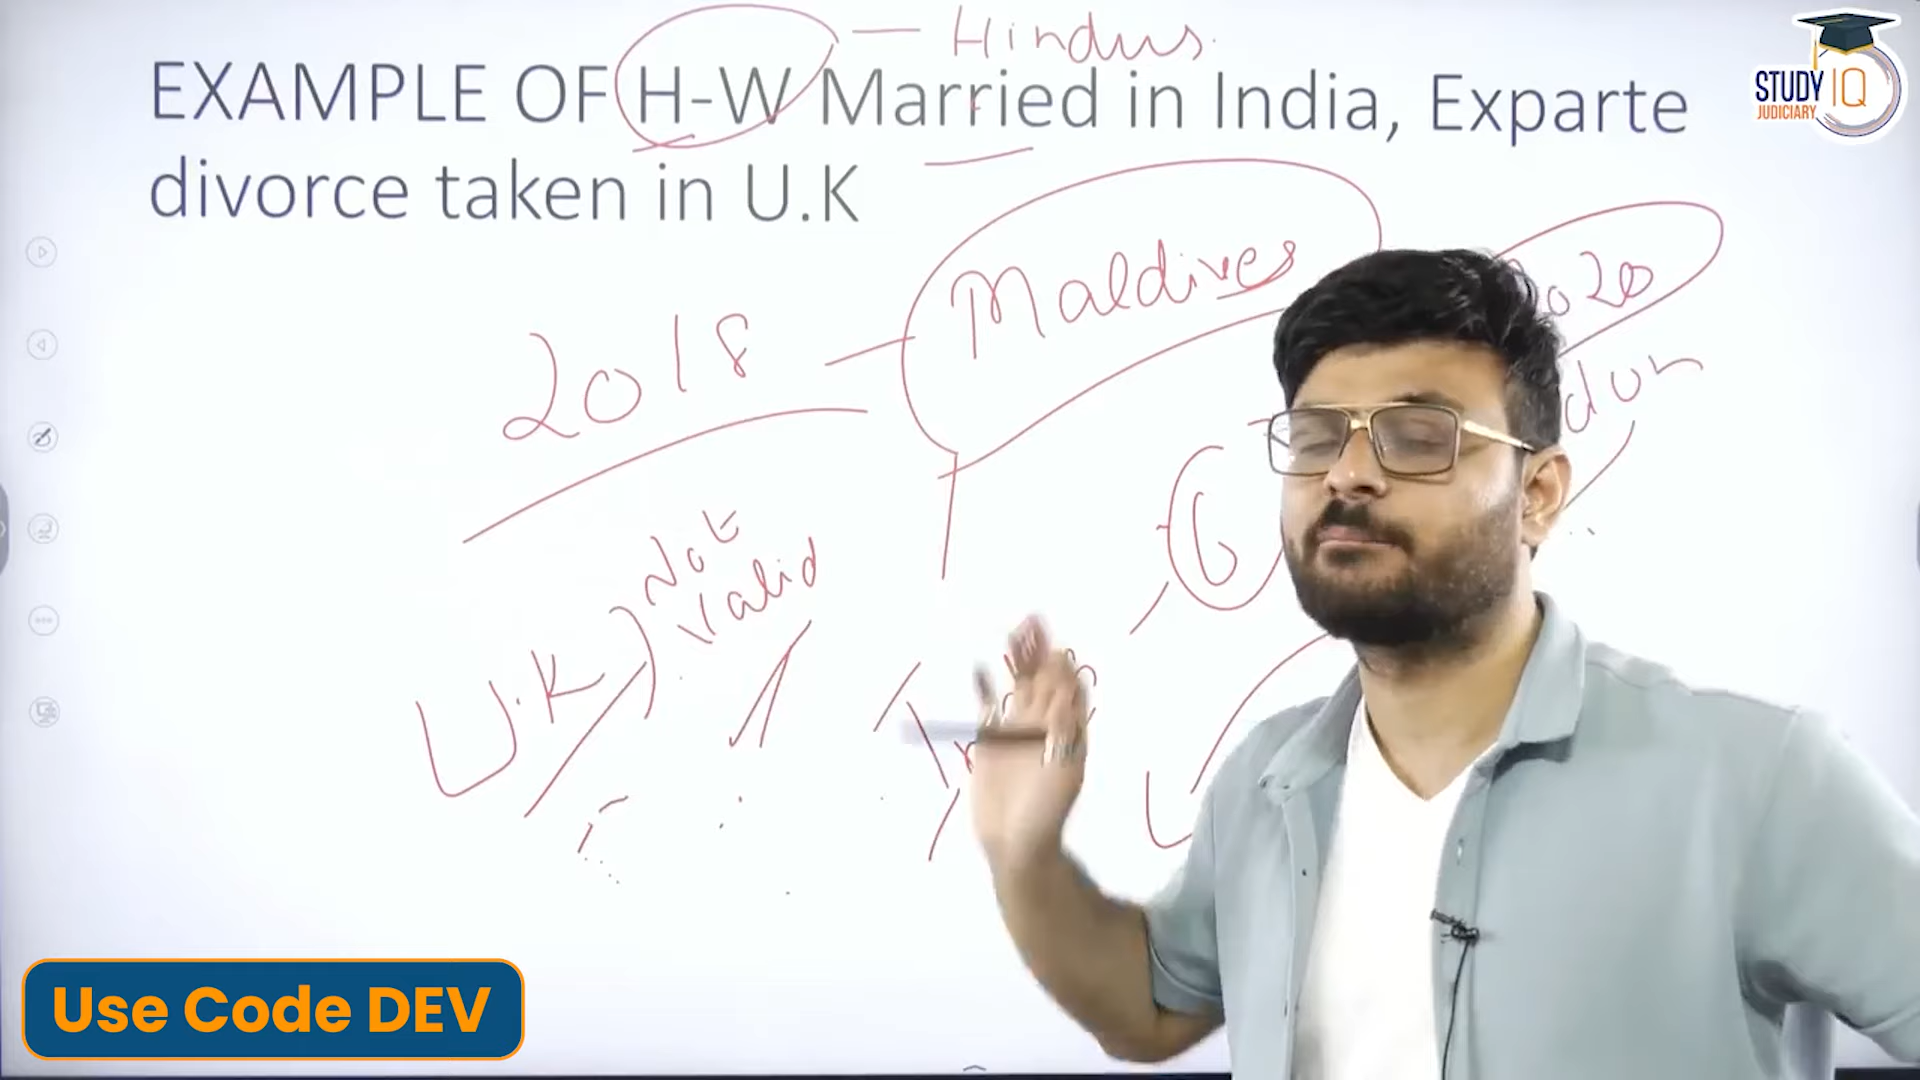 Hindus.
EXAMPLE OF H-W Married in India, Exparte
divorce taken in U.K
STUDY IQ
JUDICIARY
2018
Maldives
2020
Not
Valid
U.K
Use Code DEV